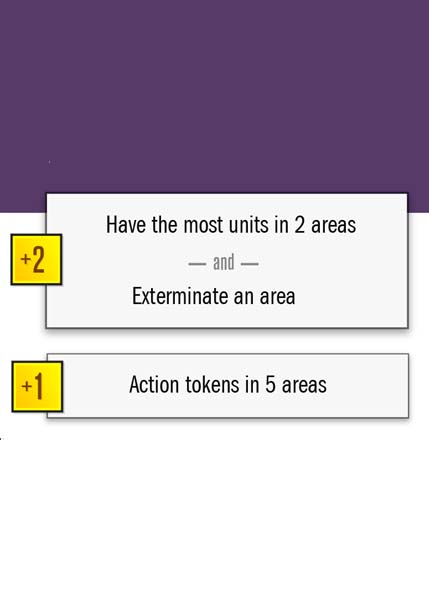 Have the most units in 2 areas
+2
— and —
Exterminate an area
+1
Action tokens in 5 areas